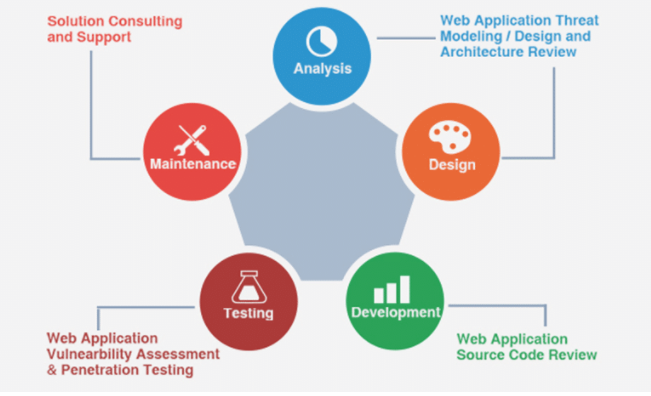 Solution Consulting
and Support
Analysis
Web Application Threat
Modeling / Design and
Architecture Review
Maintenance
Design
Testing
Development
Web Application
Vulnearbility Assessment
& Penetration Testing
Web Application
Source Code Review